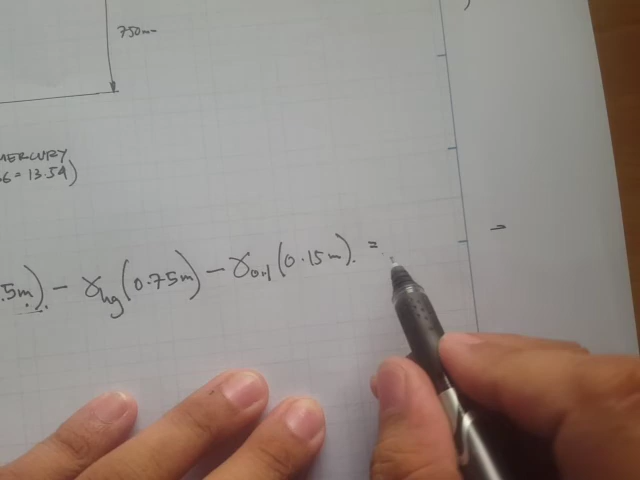 750mm
MERCURY
6 = 13.54)
.5m) - γhg (0.75m) - γoil (0.15m) =